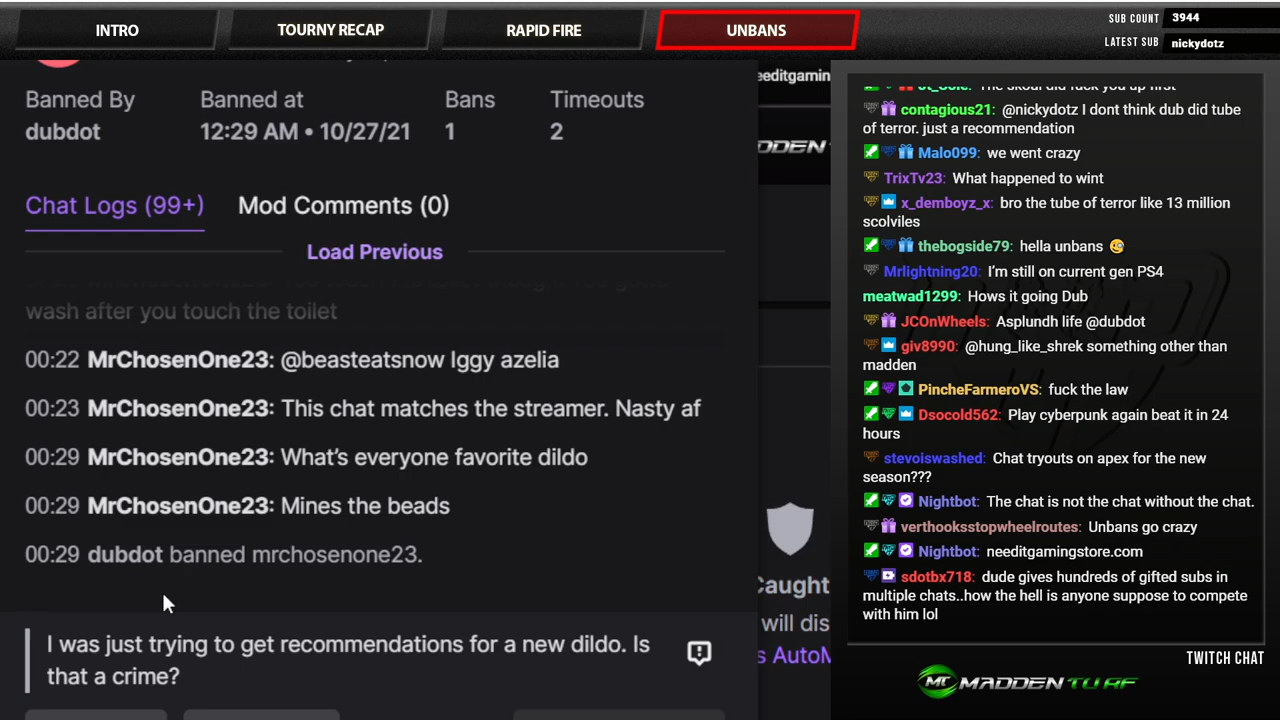 INTRO
TOURNY RECAP
RAPID FIRE
UNBANS
SUB COUNT 3944
LATEST SUB nickydotz
Banned By
dubdot
Banned at
12:29 AM • 10/27/21
Bans
1
Timeouts
2
Chat Logs (99+)
Mod Comments (0)
Load Previous
wash after you touch the toilet
00:22 MrChosenOne23: @beasteatsnow Iggy azelia
00:23 MrChosenOne23: This chat matches the streamer. Nasty af
00:29 MrChosenOne23: What's everyone favorite dildo
00:29 MrChosenOne23: Mines the beads
00:29 dubdot banned mrchosenone23.
I was just trying to get recommendations for a new dildo. Is
that a crime?
eeditgamin
ADDEN
Caught
will dis
s AutoM
contagious21: @nickydotz I dont think dub did tube
of terror. just a recommendation
Malo099: we went crazy
TrixTv23: What happened to wint
x_demboyz_x: bro the tube of terror like 13 million
scolviles
thebogside79: hella unbans
Mrlightning20: I'm still on current gen PS4
meatwad1299: Hows it going Dub
JCOnWheels: Asplundh life @dubdot
giv8990: @hung_like_shrek something other than
madden
PincheFarmeroVS: fuck the law
Dsocold562: Play cyberpunk again beat it in 24
hours
stevoiswashed: Chat tryouts on apex for the new
season???
Nightbot: The chat is not the chat without the chat.
verthooksstopwheelroutes: Unbans go crazy
Nightbot: needitgamingstore.com
sdotbx718: dude gives hundreds of gifted subs in
multiple chats..how the hell is anyone suppose to compete
with him lol
TWITCH CHAT
MT MADDEN TURF